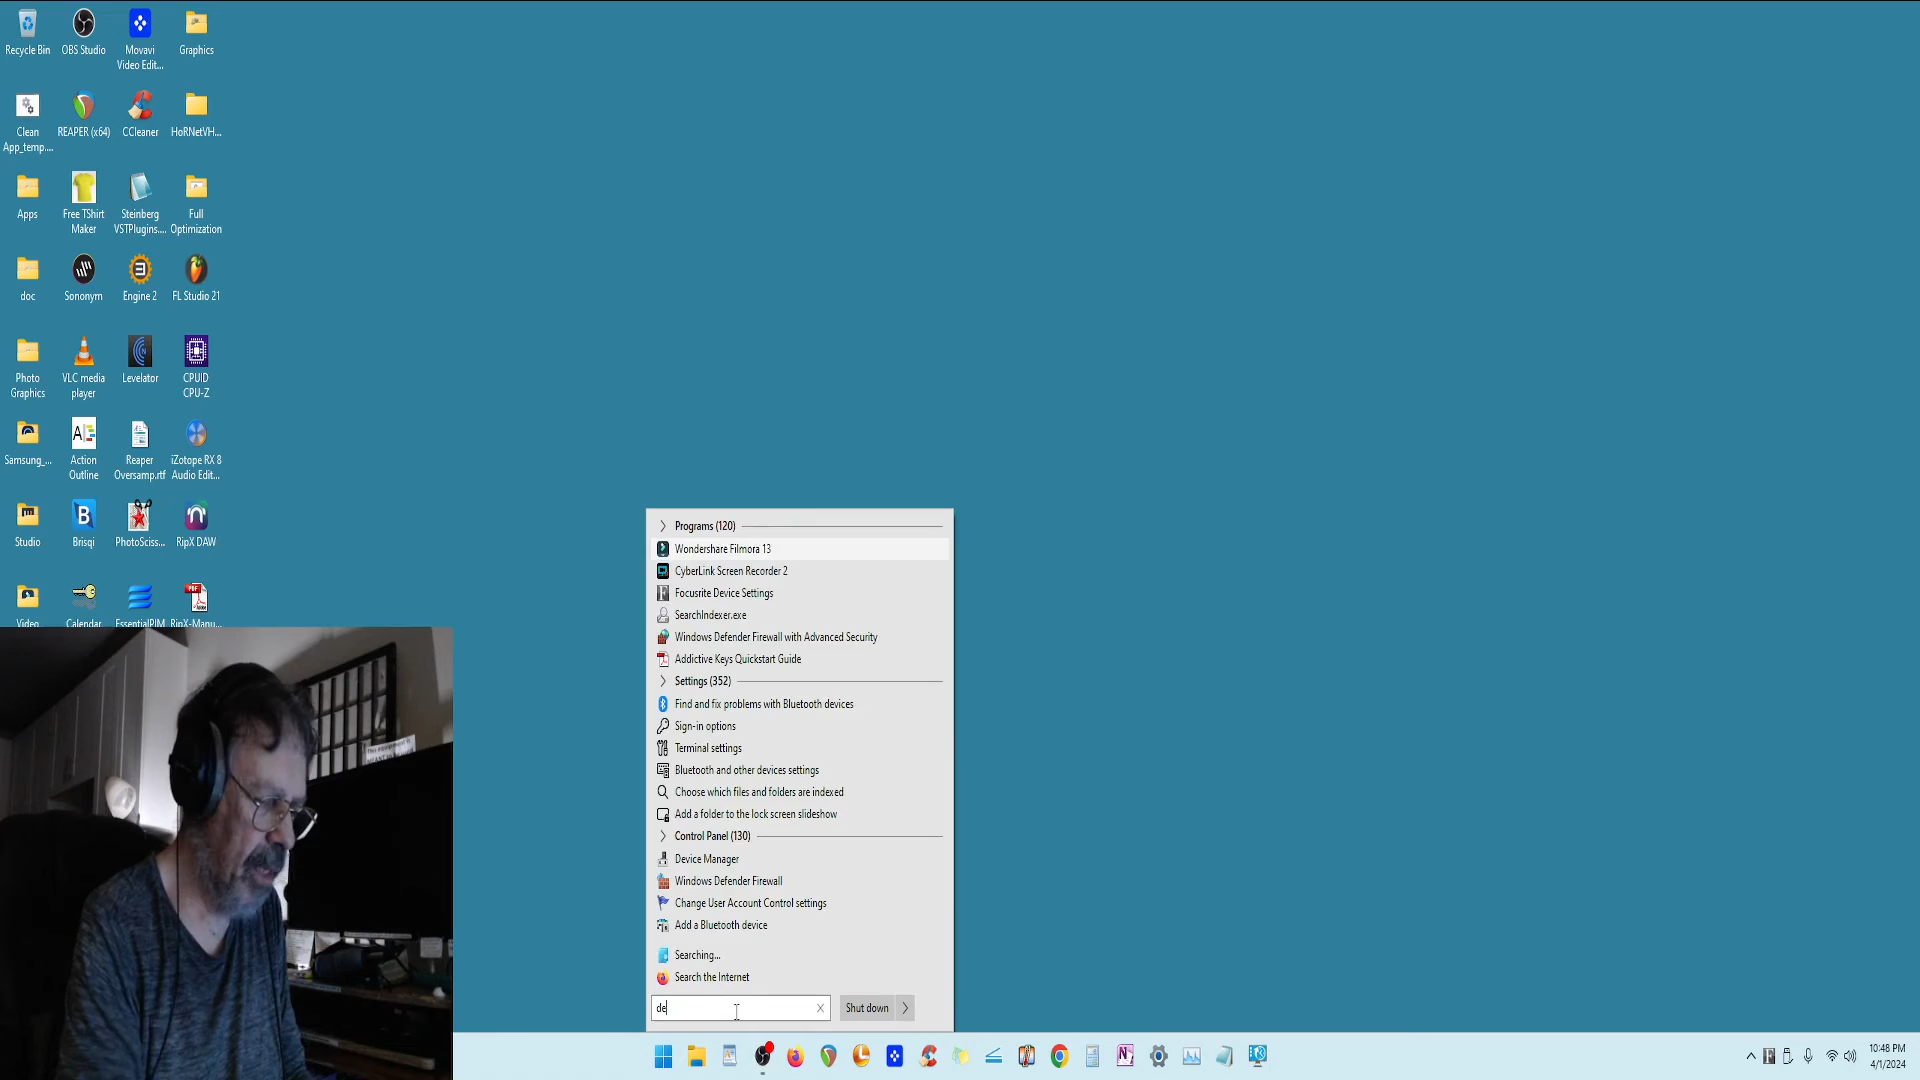 Recycle Bin
OBS Studio
Movavi
Video Edit...
Graphics
Clean
App_temp....
REAPER (x64)
CCleaner
HoRNetVH...
Apps
Free TShirt
Maker
Steinberg
VSTPlugins....
Full
Optimization
doc
Sononym
Engine 2
FL Studio 21
Photo
Graphics
VLC media
player
Levelator
CPUID
CPU-Z
Samsung_...
Action
Outline
Reaper
Oversamp.rtf
iZotope RX 8
Audio Edit...
Studio
Brisqi
PhotoSciss...
RipX DAW
Video
Calendar
EssentialPIM
RipX-Manu...
Programs (120)
Wondershare Filmora 13
CyberLink Screen Recorder 2
Focusrite Device Settings
SearchIndexer.exe
Windows Defender Firewall with Advanced Security
Addictive Keys Quickstart Guide
Settings (352)
Find and fix problems with Bluetooth devices
Sign-in options
Terminal settings
Bluetooth and other devices settings
Choose which files and folders are indexed
Add a folder to the lock screen slideshow
Control Panel (130)
Device Manager
Windows Defender Firewall
Change User Account Control settings
Add a Bluetooth device
Searching...
Search the Internet
de
Shut down
10:48 PM
4/1/2024